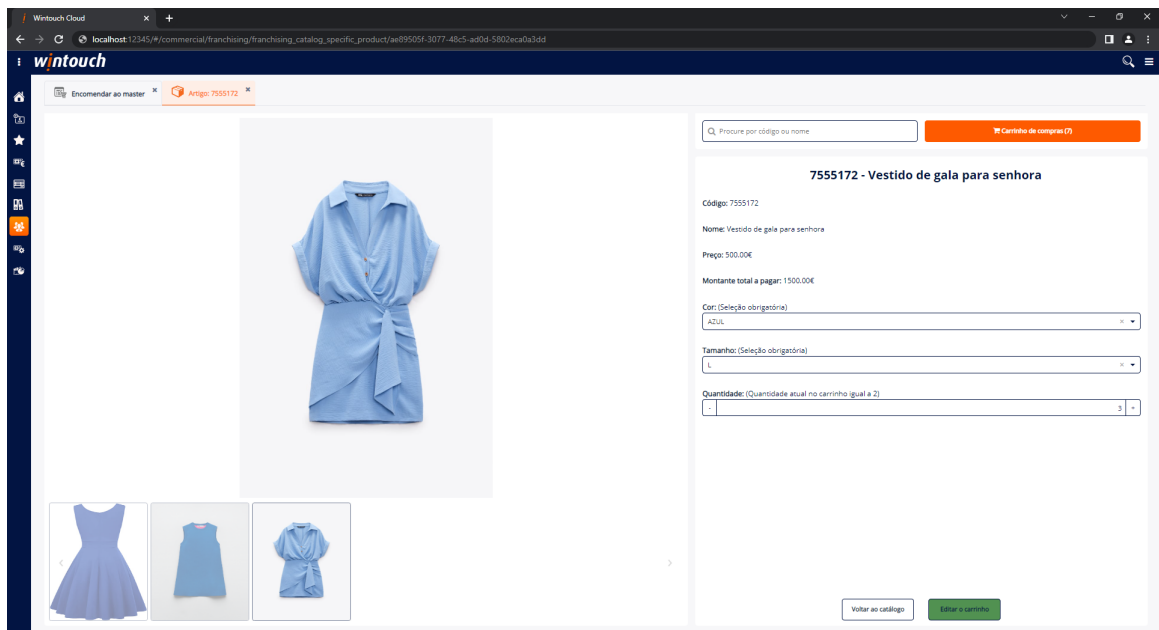 Wintouch Cloud
localhost:12345/#/commercial/franchising/franchising_catalog_specific_product/ae89505f-3077-48c5-ad0d-5802eca0a3dd
wintouch
Encomendar ao master
Artigo: 7555172
Procure por código ou nome
Carrinho de compras (7)
7555172 - Vestido de gala para senhora
Código: 7555172
Nome: Vestido de gala para senhora
Preço: 500.00€
Montante total a pagar: 1500.00€
Cor: (Seleção obrigatória)
AZUL
Tamanho: (Seleção obrigatória)
L
Quantidade: (Quantidade atual no carrinho igual a 2)
- 3 +
Voltar ao catálogo
Editar o carrinho